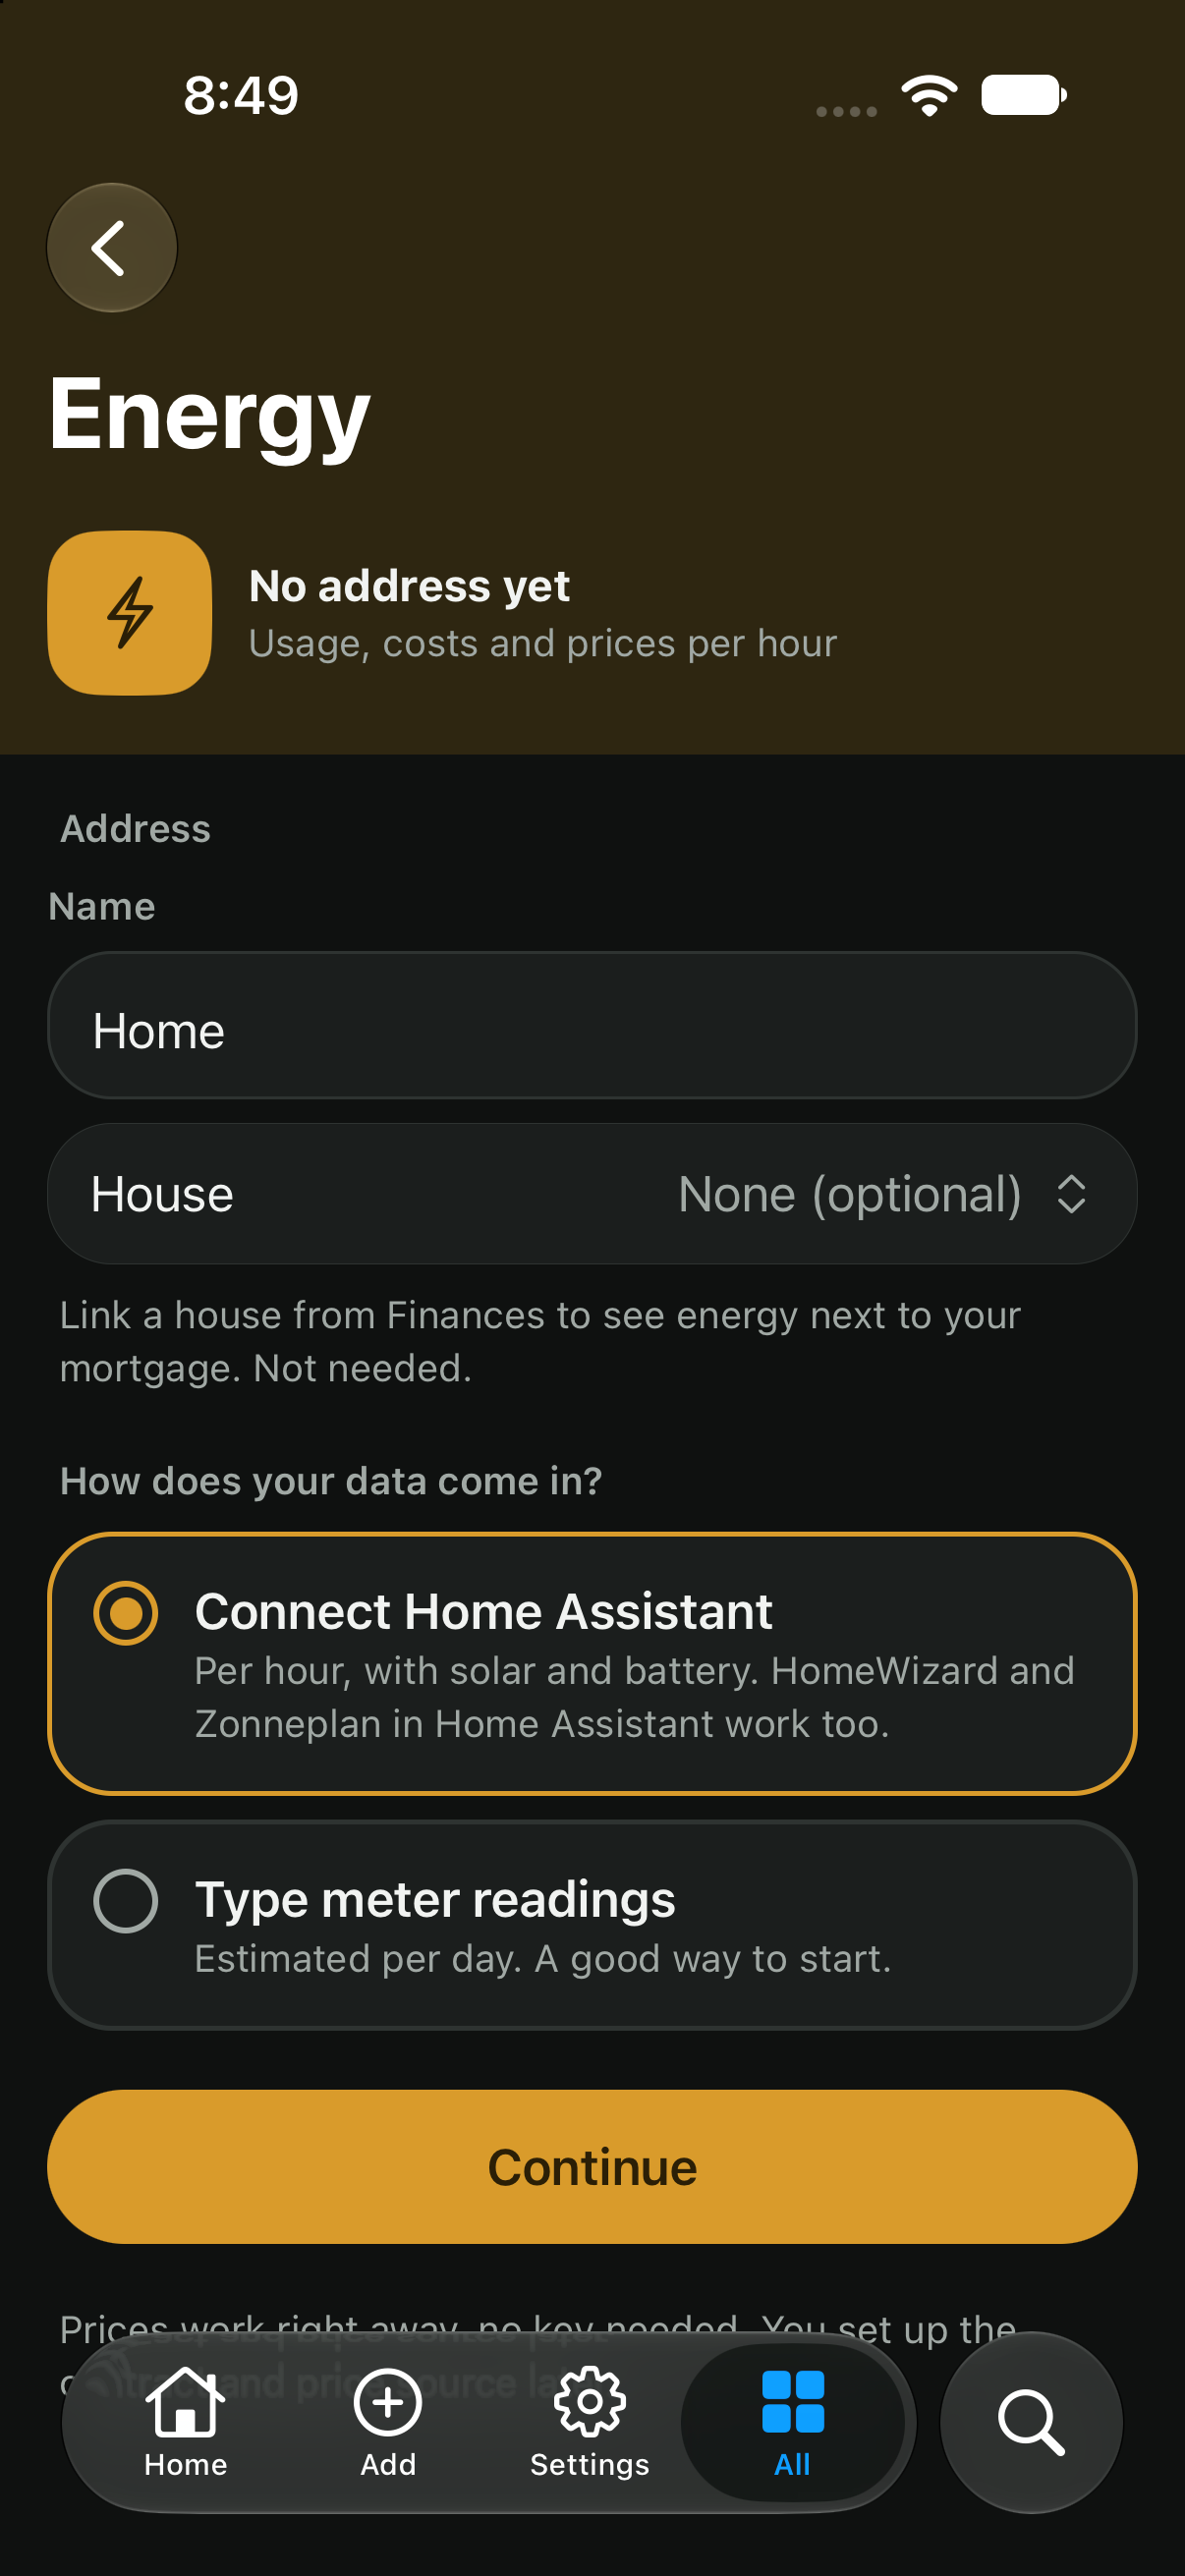 8:49
Energy
No address yet
Usage, costs and prices per hour
Address
Name
Home
House
None (optional)
Link a house from Finances to see energy next to your
mortgage. Not needed.
How does your data come in?
Connect Home Assistant
Per hour, with solar and battery. HomeWizard and
Zonneplan in Home Assistant work too.
Type meter readings
Estimated per day. A good way to start.
Continue
Prices work right away, no key needed. You set up the
and
Home
Add
Settings
All